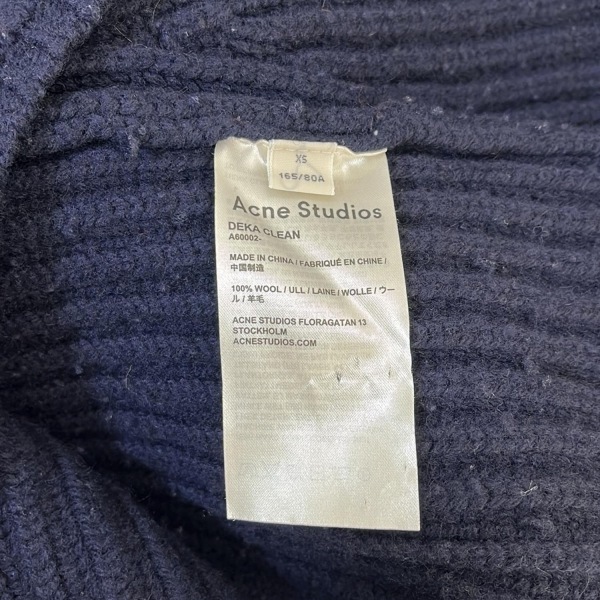 XS
165/80A
Acne Studios
DEKA CLEAN
A60002-
MADE IN CHINA / FABRIQUÉ EN CHINE /
中国制造
100% WOOL / ULL / LAINE / WOLLE / ウー
ル / 羊毛
ACNE STUDIOS FLORAGATAN 13
STOCKHOLM
ACNESTUDIOS.COM